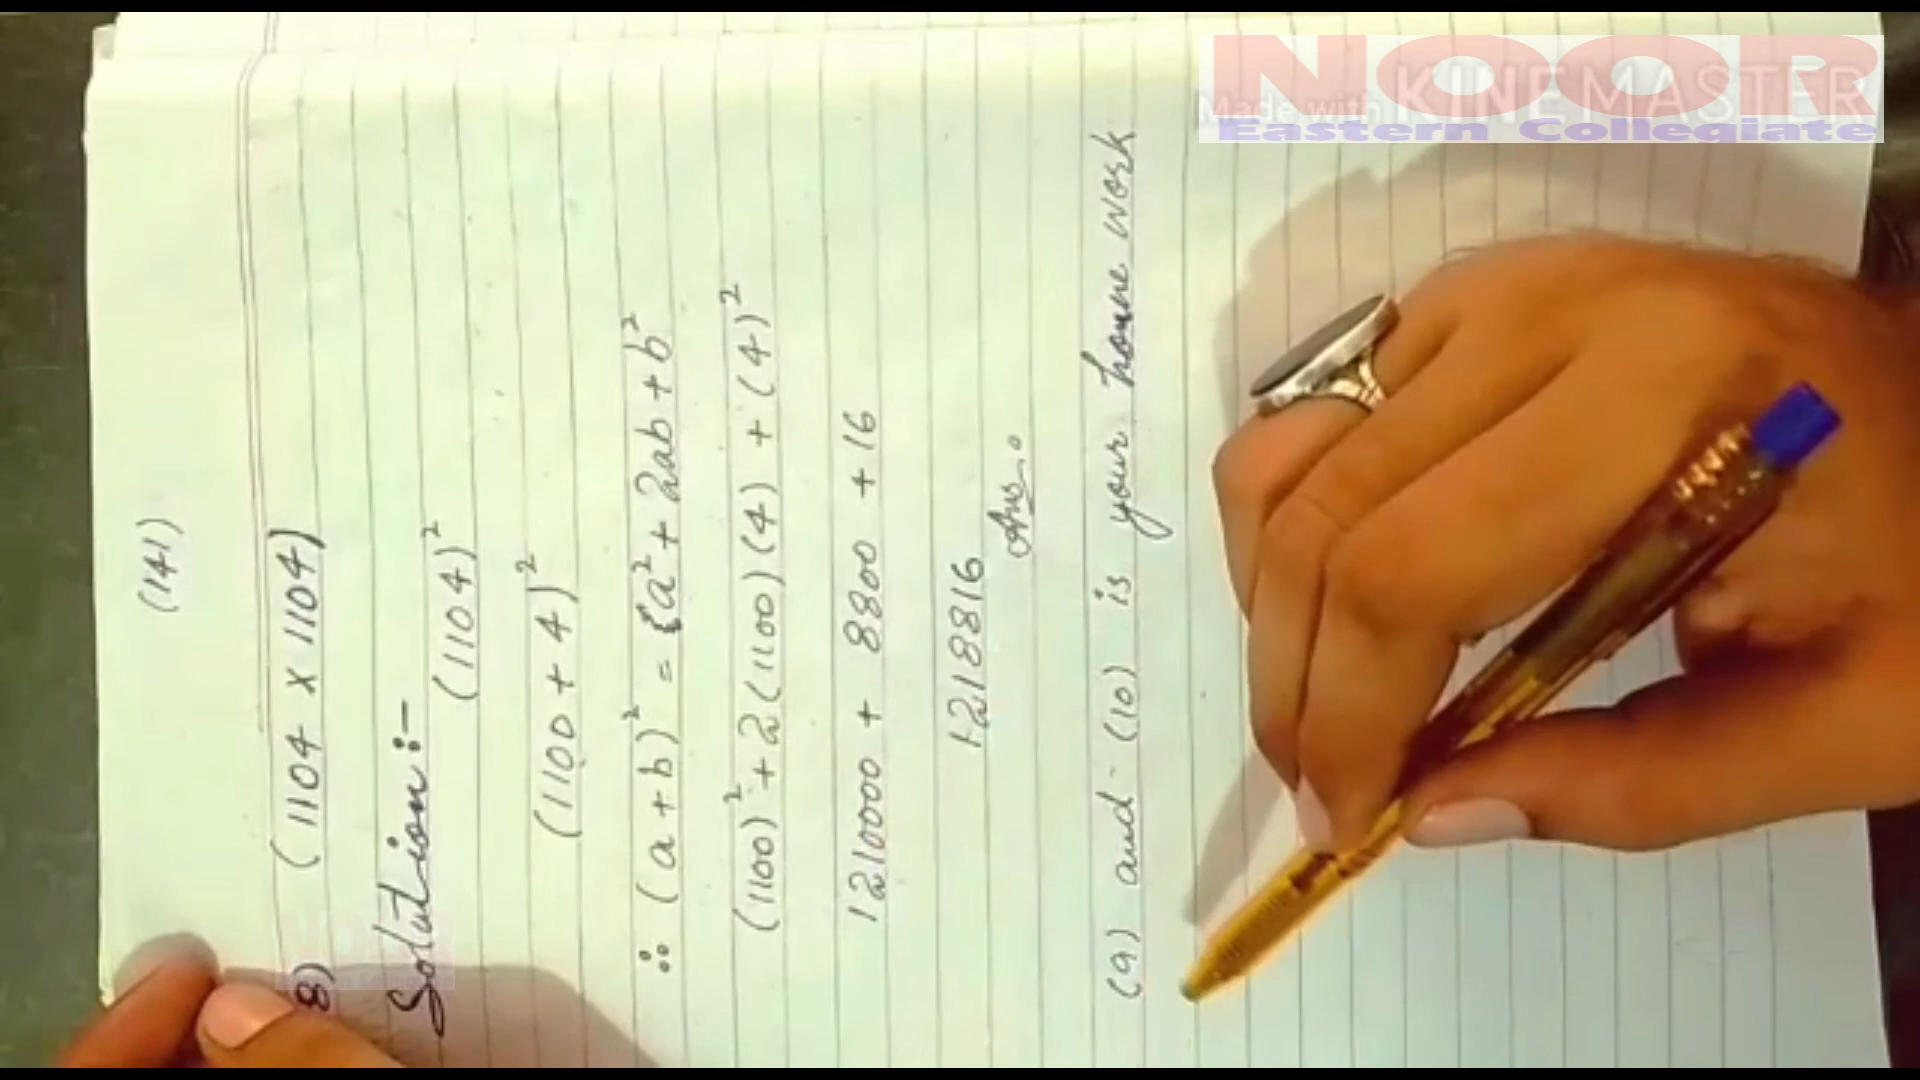 NOOR
Made with KINEMASTER
Eastern Collegiate
(141)
8) (1104 x 1104)
Solution:-
(1104)²
(1100 + 4)²
∴ (a + b)² = (a² + 2ab + b²
(1100)² + 2(1100)(4) + (4)²
1210000 + 8800 + 16
1218816
Ans.
(9) and (10) is your home work